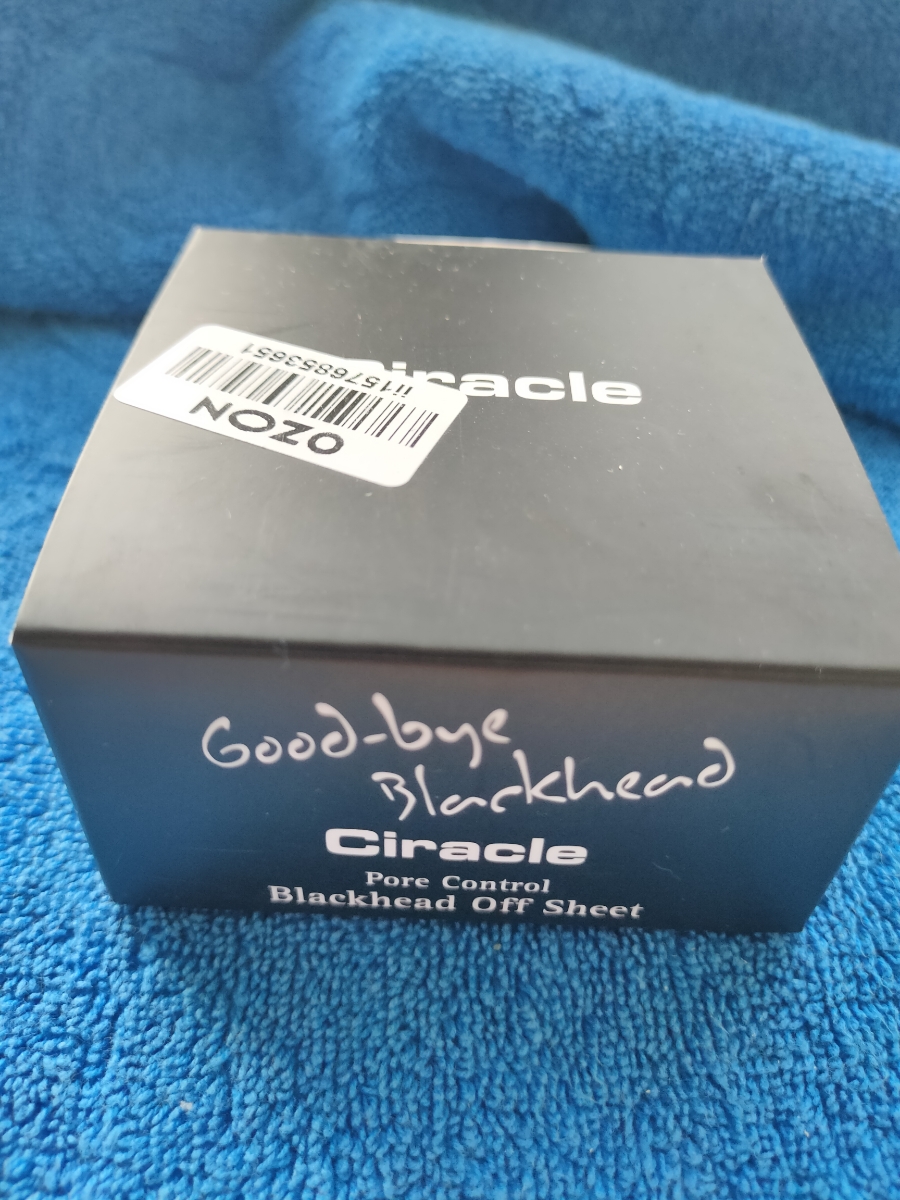 Ciracle
ii1576853651
OZON
Good-bye
Blackhead
Ciracle
Pore Control
Blackhead Off Sheet